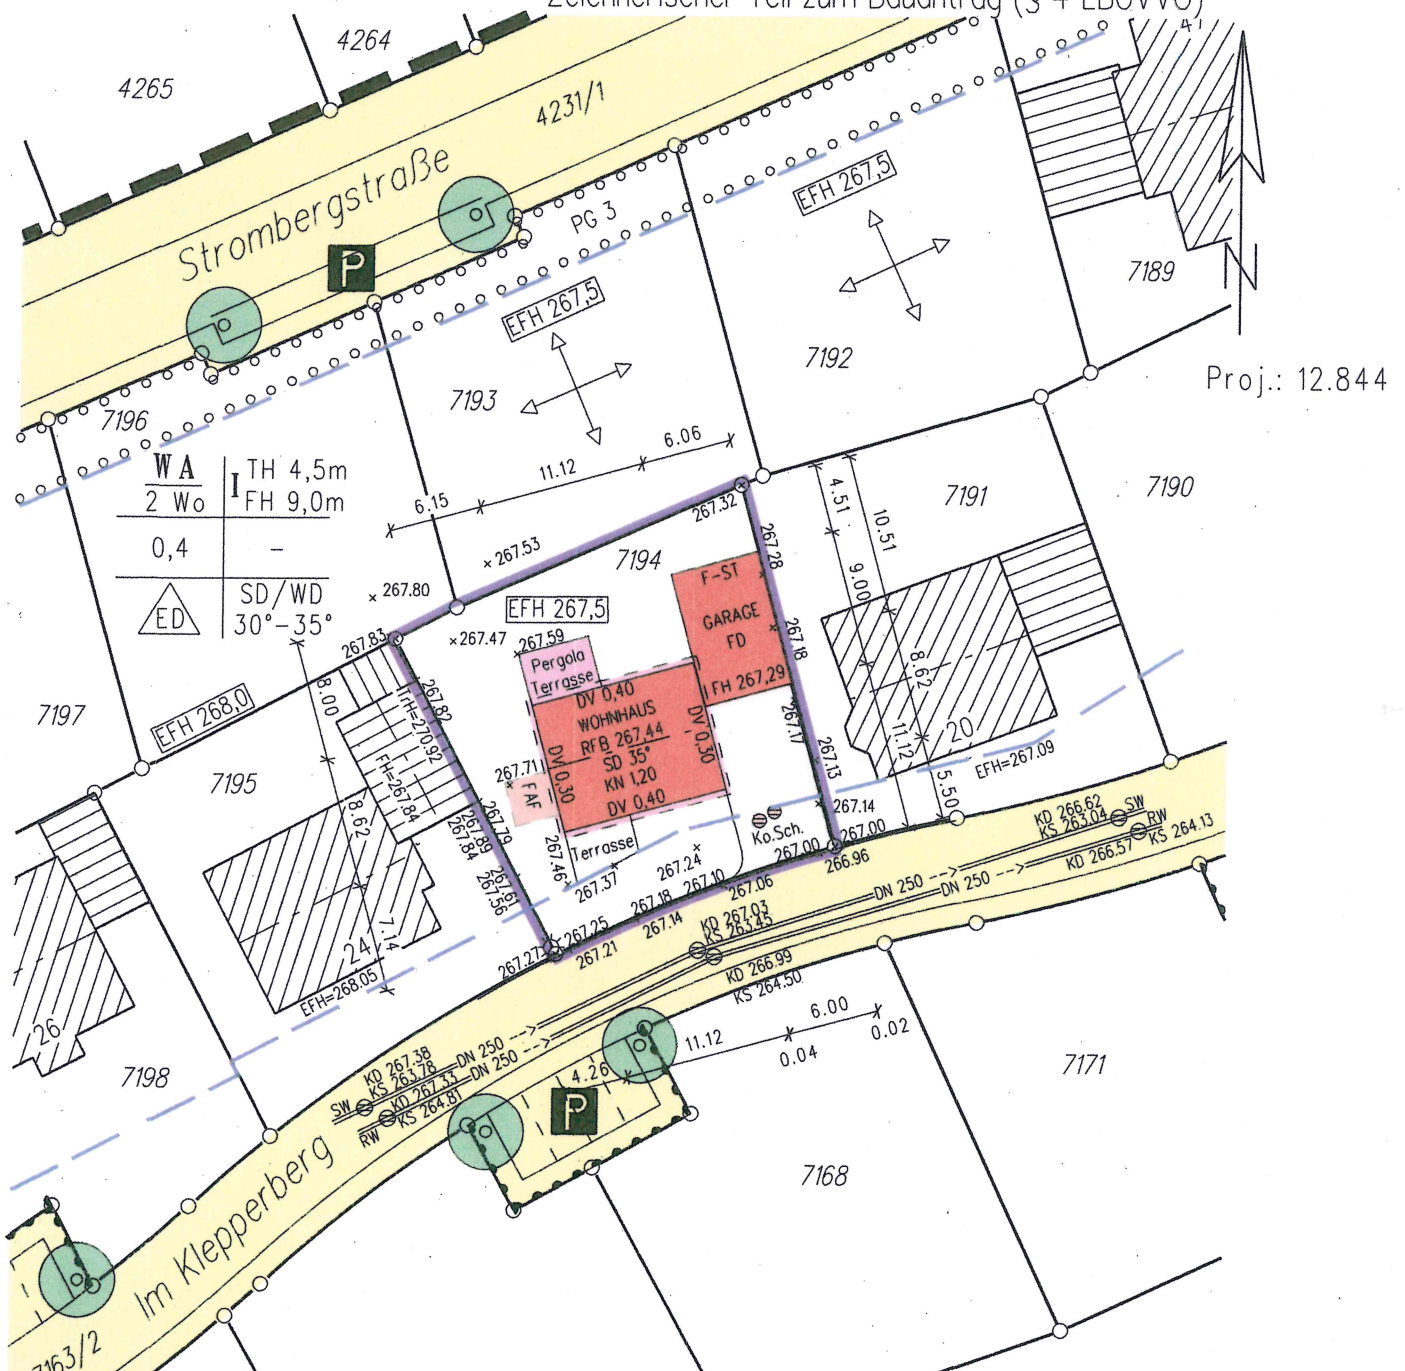 Zeichnerischer Teil zum Bauantrag (§ 4 LBOVVO)
4264
4265
4231/1
41
Strombergstraße
P
PG 3
EFH 267,5
7189
N
EFH 267,5
7192
7193
Proj.: 12.844
7196
WA
2 Wo
I
TH 4,5m
FH 9,0m
0,4
-
ED
SD/WD
30°-35°
6.06
11.12
6.15
267.32
4.51
10.51
7191
7190
267.53
7194
267.28
F-ST
GARAGE
FD
FH 267,29
9.00
267.80
EFH 267,5
267.83
267.47
267.59
267.18
Pergola
Terrasse
8.62
8.00
267.82
TrH=270.92
FH=267.84
DV 0,40
WOHNHAUS
RFB 267,44
SD 35°
KN 1,20
DV 0,40
DV 0,30
DV 0,30
267.17
267.13
11.12
20
EFH=267.09
EFH 268,0
7197
7195
267.71
FAF
5.50
267.14
8.62
267.79
267.89
267.84
Ko.Sch.
267.00
267.00
266.96
KD 266.62
KS 263.04
SW
RW
KS 264.13
KD 266.57
Terrasse
267.46
267.37
267.24
267.10
267.06
267.18
267.14
DN 250
DN 250
267.61
267.56
7.14
24
EFH=268.05
267.25
267.27
267.21
KD 267.03
KS 263.45
KD 266.99
KS 264.50
26
6.00
0.02
11.12
0.04
7198
DN 250
DN 250
KD 267.38
KS 263.78
SW
KD 267.33
KS 264.81
RW
4.26
P
7171
7168
Im Klepperberg
7163/2